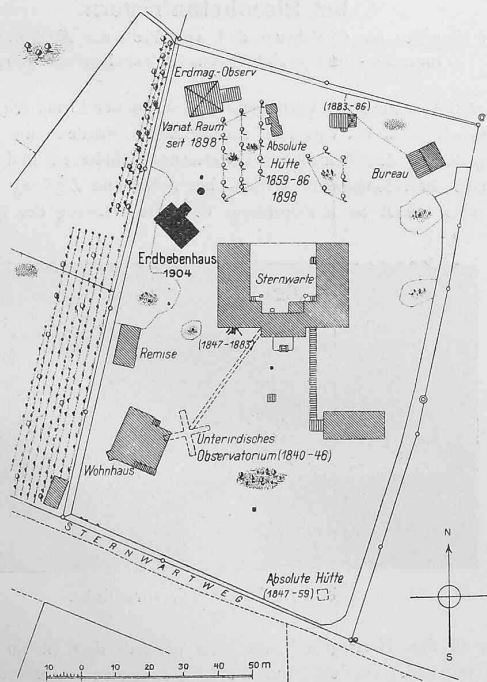 Erdmag-Observ
(1883-86)
Variat. Raum
seit 1898
Absolute
Hütte
1859-86
1898
Bureau
Erdbebenhaus
1904
Sternwarte
(1847-1883)
Remise
Unterirdisches
Observatorium (1840-46)
Wohnhaus
STERNWARTWEG
Absolute Hütte
(1847-59)
N
S
10 0 10 20 30 40 50 m